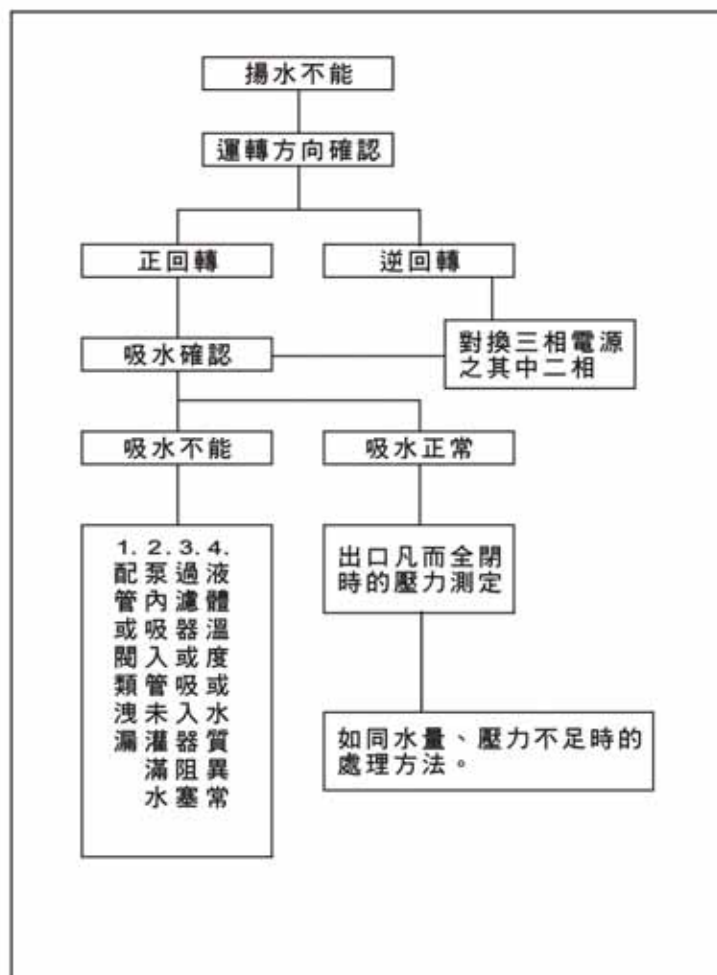 揚水不能
運轉方向確認
正回轉
逆回轉
吸水確認
對換三相電源
之其中二相
吸水不能
吸水正常
1.配管或閥類洩漏
2.泵內吸入管未灌滿水
3.過濾器或吸入器阻塞
4.液體溫度或水質異常
出口凡而全閉
時的壓力測定
如同水量、壓力不足時的
處理方法。